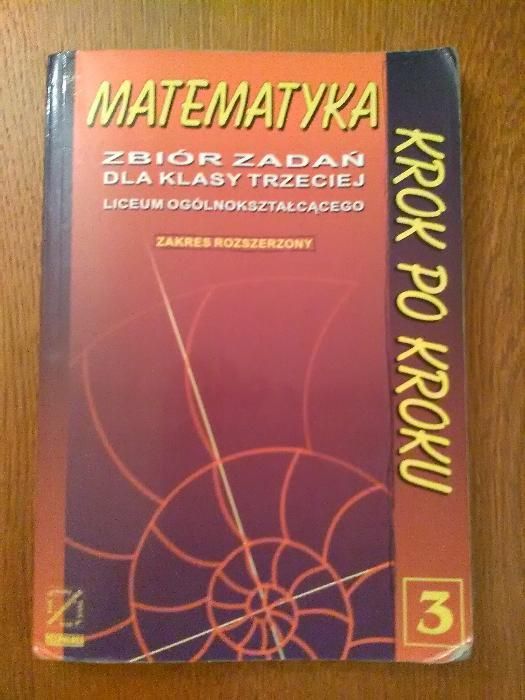 MATEMATYKA
ZBIÓR ZADAŃ
DLA KLASY TRZECIEJ
LICEUM OGÓLNOKSZTAŁCĄCEGO
ZAKRES ROZSZERZONY
KROK PO KROKU
3